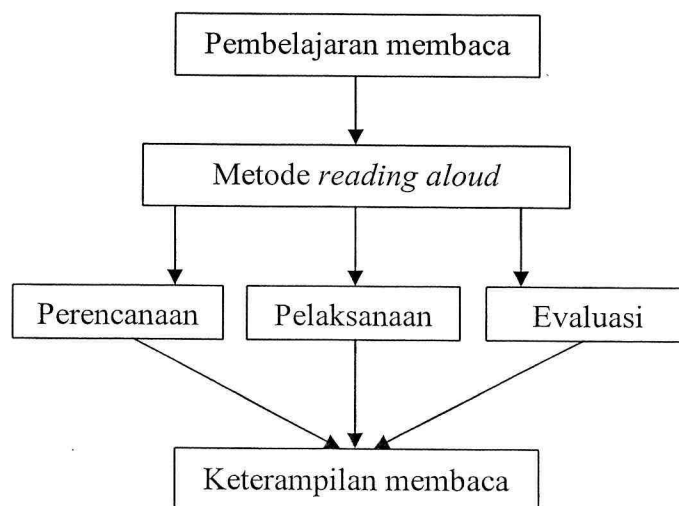 Pembelajaran membaca
Metode reading aloud
Perencanaan
Pelaksanaan
Evaluasi
Keterampilan membaca